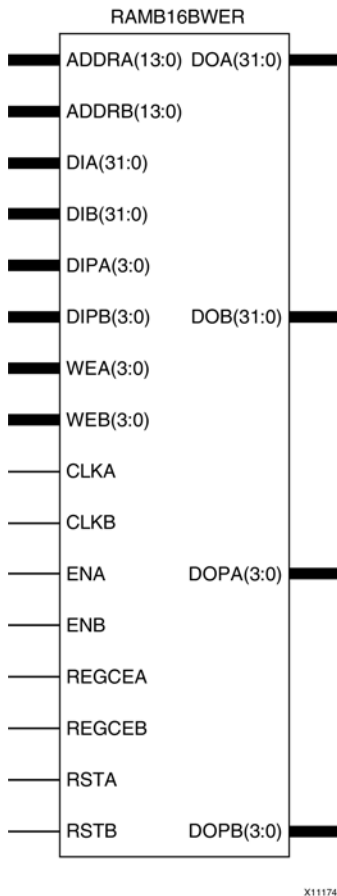 RAMB16BWER
ADDRA(13:0) DOA(31:0)
ADDRB(13:0)
DIA(31:0)
DIB(31:0)
DIPA(3:0)
DIPB(3:0) DOB(31:0)
WEA(3:0)
WEB(3:0)
CLKA
CLKB
ENA DOPA(3:0)
ENB
REGCEA
REGCEB
RSTA
RSTB DOPB(3:0)
X11174